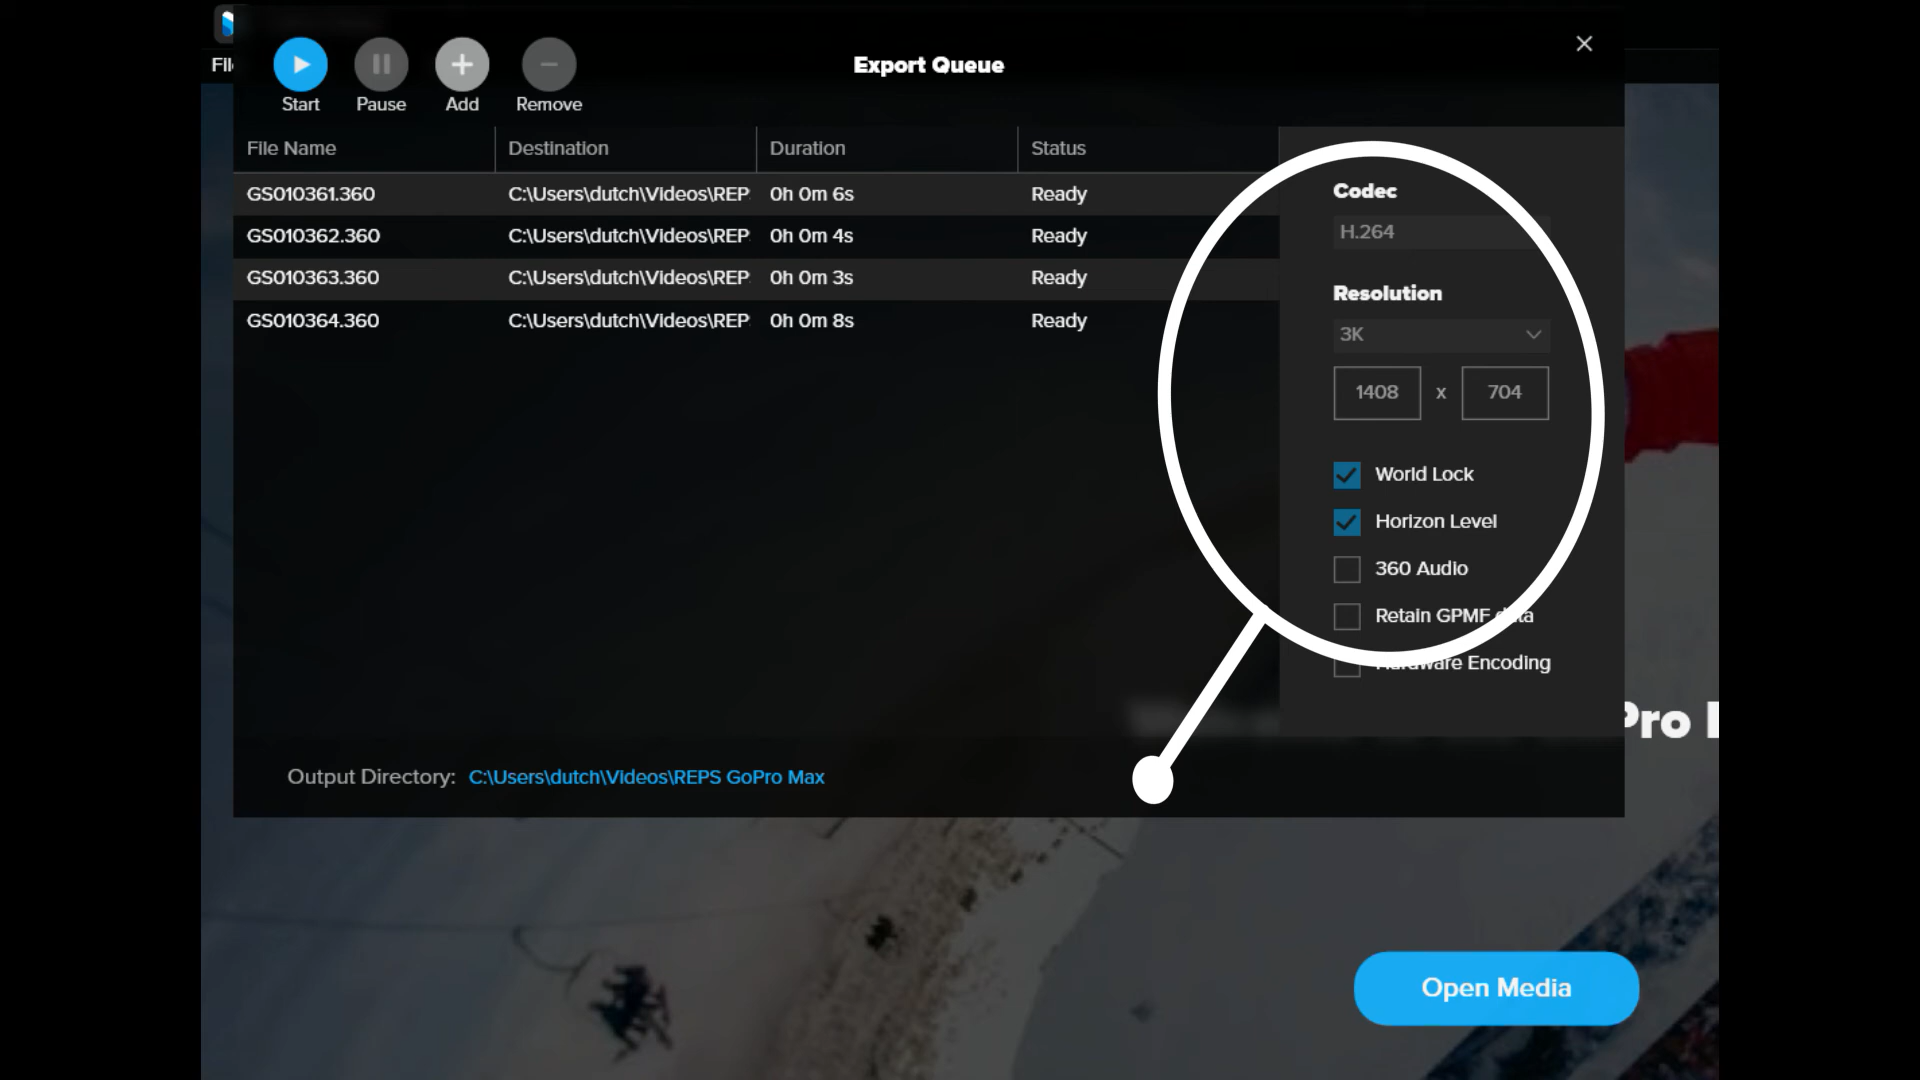 File
Start Pause Add Remove
Export Queue
File Name Destination Duration Status
GS010361.360 C:\Users\dutch\Videos\REP 0h 0m 6s Ready
GS010362.360 C:\Users\dutch\Videos\REP 0h 0m 4s Ready
GS010363.360 C:\Users\dutch\Videos\REP 0h 0m 3s Ready
GS010364.360 C:\Users\dutch\Videos\REP 0h 0m 8s Ready
Codec
H.264
Resolution
3K
1408 x 704
World Lock
Horizon Level
360 Audio
Retain GPMF data
Hardware Encoding
Pro
Output Directory: C:\Users\dutch\Videos\REPS GoPro Max
Open Media